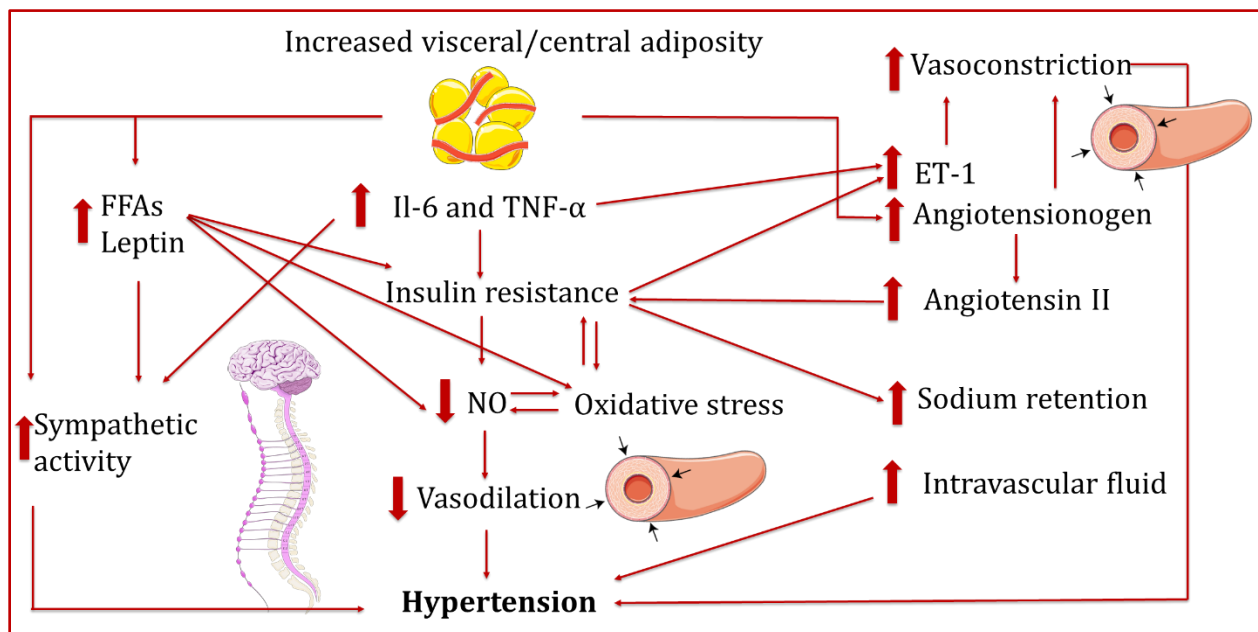 Increased visceral/central adiposity
Vasoconstriction
FFAs
Leptin
Il-6 and TNF-α
ET-1
Angiotensionogen
Insulin resistance
Angiotensin II
NO
Oxidative stress
Sodium retention
Sympathetic
activity
Vasodilation
Intravascular fluid
Hypertension